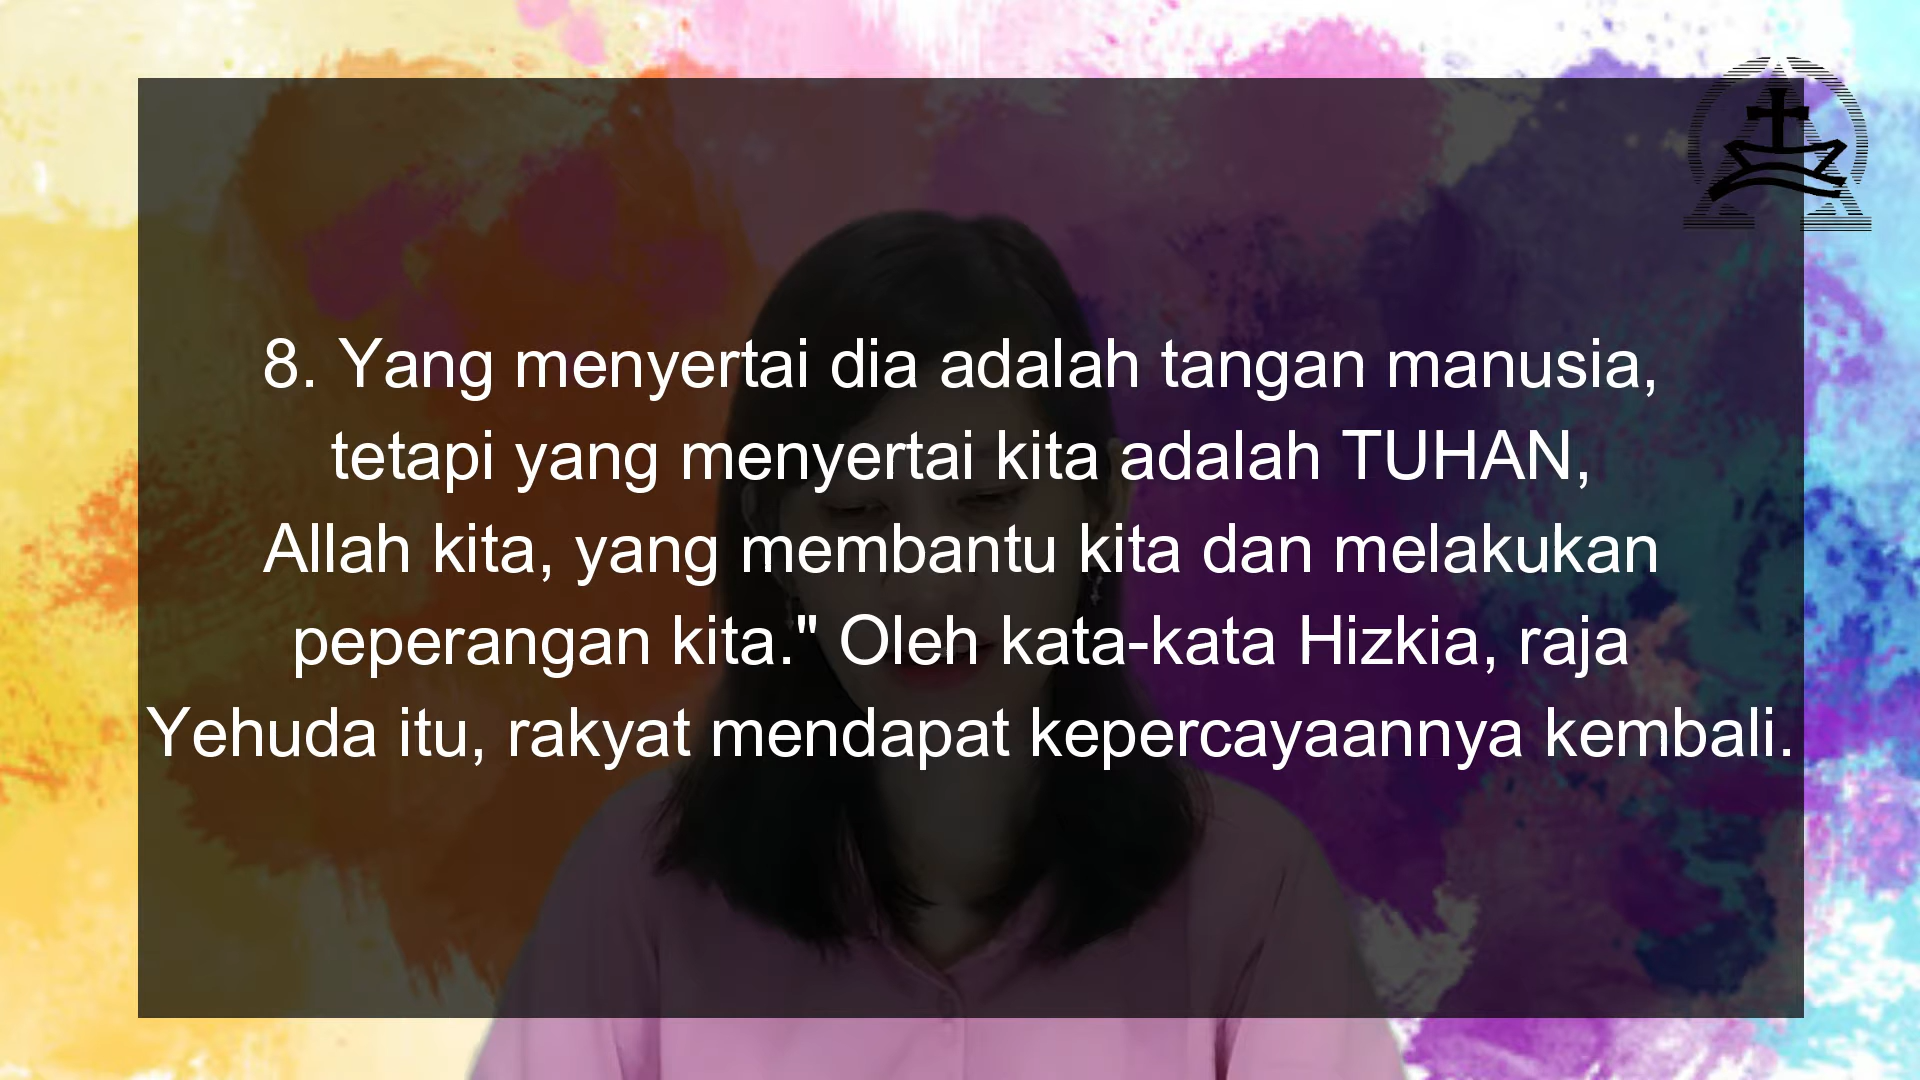 8. Yang menyertai dia adalah tangan manusia,
tetapi yang menyertai kita adalah TUHAN,
Allah kita, yang membantu kita dan melakukan
peperangan kita." Oleh kata-kata Hizkia, raja
Yehuda itu, rakyat mendapat kepercayaannya kembali.